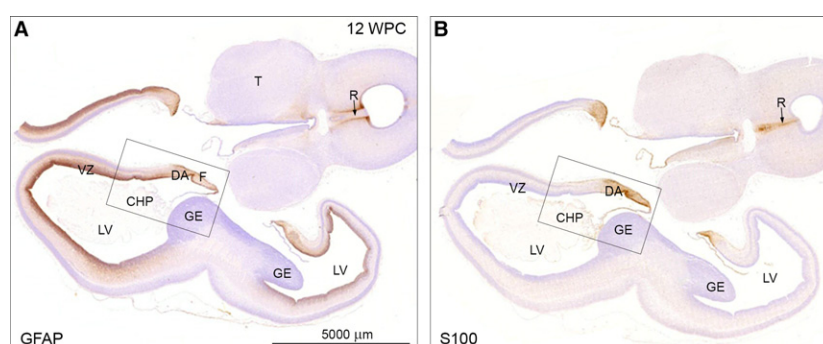 A
12 WPC
T
R
VZ
DA
F
CHP
GE
LV
GE
LV
GFAP
5000 μm
B
R
VZ
DA
CHP
GE
LV
GE
LV
S100